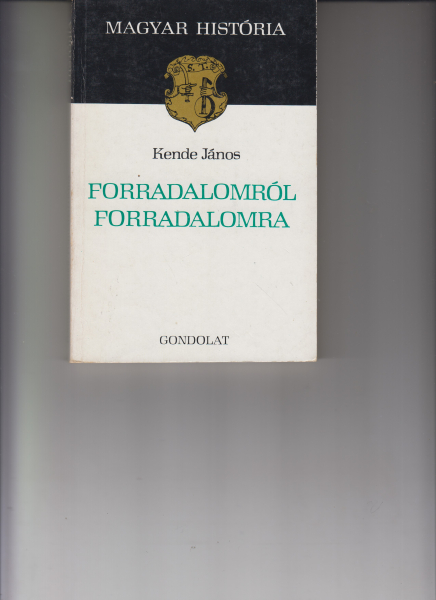 MAGYAR HISTÓRIA
S. T. E.
Kende János
FORRADALOMRÓL
FORRADALOMRA
GONDOLAT